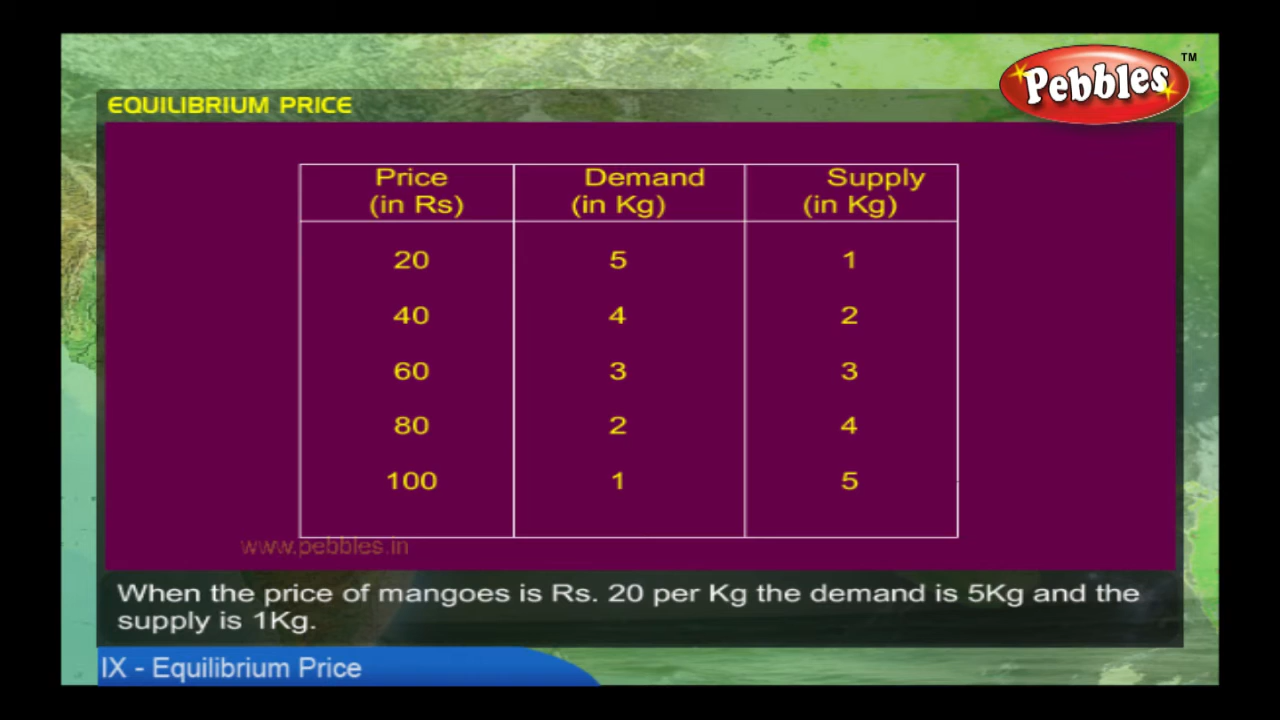 Pebbles TM
EQUILIBRIUM PRICE
Price Demand Supply
(in Rs) (in Kg) (in Kg)
20 5 1
40 4 2
60 3 3
80 2 4
100 1 5
www.pebbles.in
When the price of mangoes is Rs. 20 per Kg the demand is 5Kg and the
supply is 1Kg.
IX - Equilibrium Price